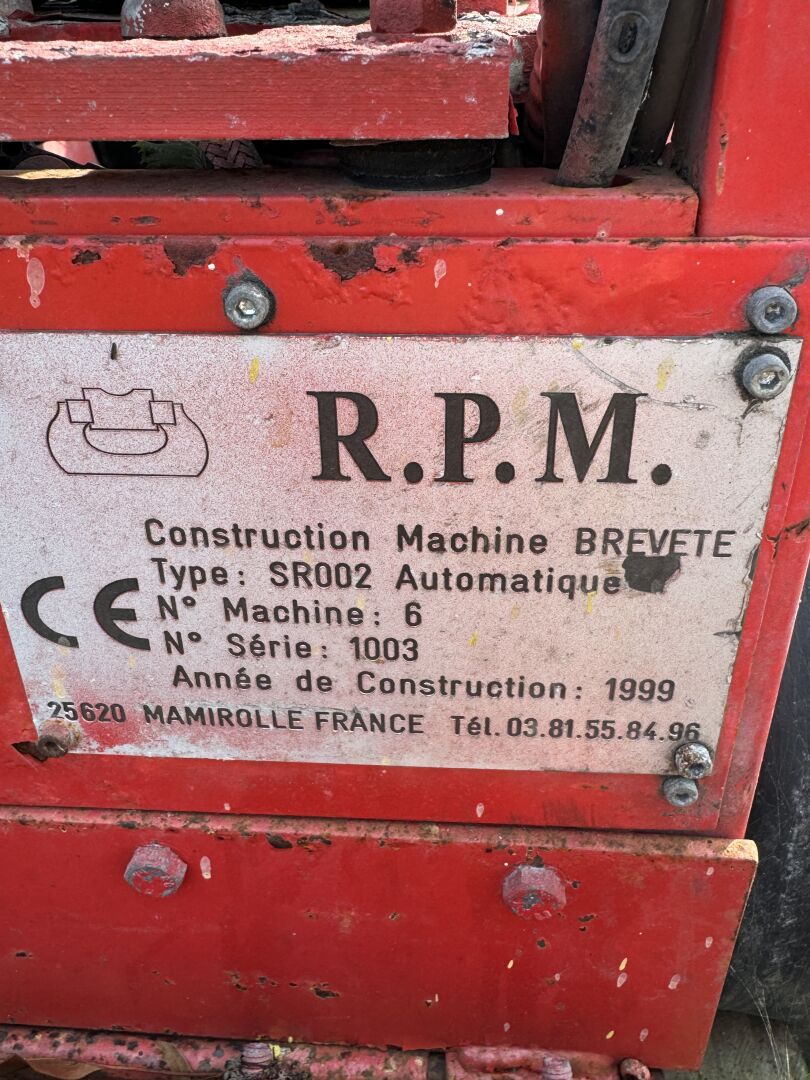 R.P.M.
Construction Machine BREVETE
Type: SR002 Automatique
CE
N° Machine: 6
N° Série: 1003
Année de Construction: 1999
25620 MAMIROLLE FRANCE Tél. 03.81.55.84.96